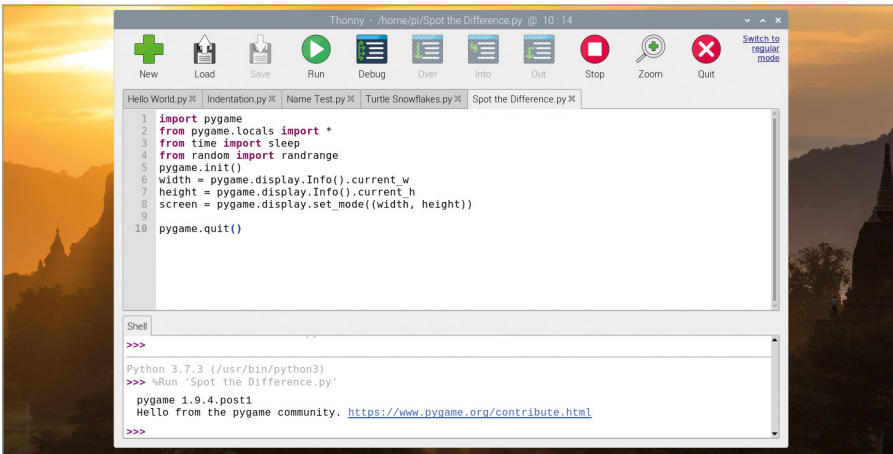 Thonny - /home/pi/Spot the Difference.py @ 10:14
New Load Save Run Debug Over Into Out Stop Zoom Quit
Switch to
regular
mode
Hello World.py Indentation.py Name Test.py Turtle Snowflakes.py Spot the Difference.py
1 import pygame
2 from pygame.locals import *
3 from time import sleep
4 from random import randrange
5 pygame.init()
6 width = pygame.display.Info().current_w
7 height = pygame.display.Info().current_h
8 screen = pygame.display.set_mode((width, height))
9
10 pygame.quit()
Shell
>>>
Python 3.7.3 (/usr/bin/python3)
>>> %Run 'Spot the Difference.py'
pygame 1.9.4.post1
Hello from the pygame community. https://www.pygame.org/contribute.html
>>>